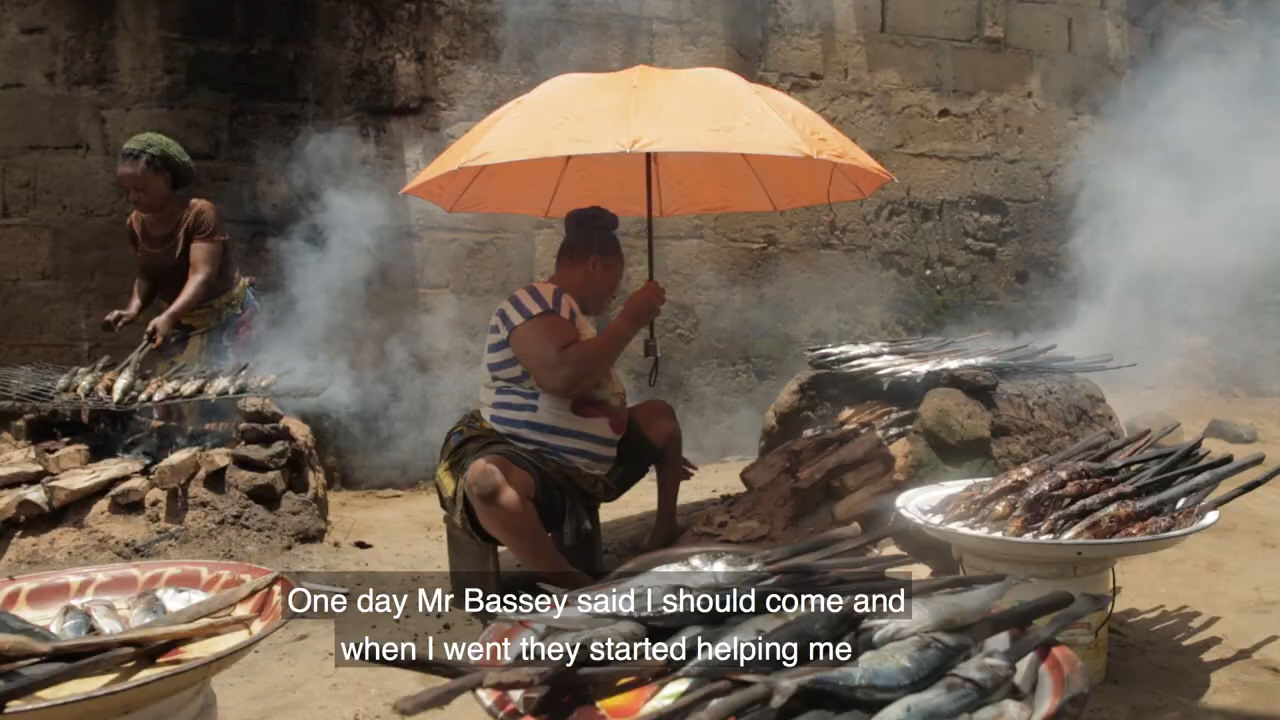 One day Mr Bassey said I should come and
when I went they started helping me